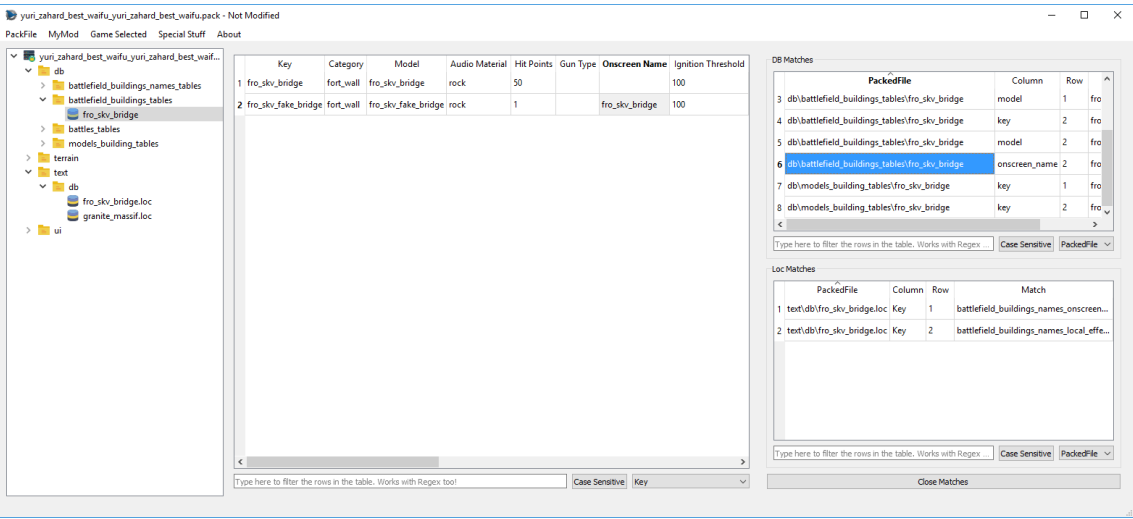 yuri_zahard_best_waifu_yuri_zahard_best_waifu.pack - Not Modified
PackFile MyMod Game Selected Special Stuff About
yuri_zahard_best_waifu_yuri_zahard_best_waif...
db
battlefield_buildings_names_tables
battlefield_buildings_tables
fro_skv_bridge
battles_tables
models_building_tables
terrain
text
db
fro_skv_bridge.loc
granite_massif.loc
ui
Key Category Model Audio Material Hit Points Gun Type Onscreen Name Ignition Threshold
1 fro_skv_bridge fort_wall fro_skv_bridge rock 50 100
2 fro_skv_fake_bridge fort_wall fro_skv_fake_bridge rock 1 fro_skv_bridge 100
Type here to filter the rows in the table. Works with Regex too! Case Sensitive Key
DB Matches
PackedFile Column Row
3 db\battlefield_buildings_tables\fro_skv_bridge model 1 fro
4 db\battlefield_buildings_tables\fro_skv_bridge key 2 fro
5 db\battlefield_buildings_tables\fro_skv_bridge model 2 fro
6 db\battlefield_buildings_tables\fro_skv_bridge onscreen_name 2 fro
7 db\models_building_tables\fro_skv_bridge key 1 fro
8 db\models_building_tables\fro_skv_bridge key 2 fro
Type here to filter the rows in the table. Works with Regex ... Case Sensitive PackedFile
Loc Matches
PackedFile Column Row Match
1 text\db\fro_skv_bridge.loc Key 1 battlefield_buildings_names_onscreen...
2 text\db\fro_skv_bridge.loc Key 2 battlefield_buildings_names_local_effe...
Type here to filter the rows in the table. Works with Regex ... Case Sensitive PackedFile
Close Matches